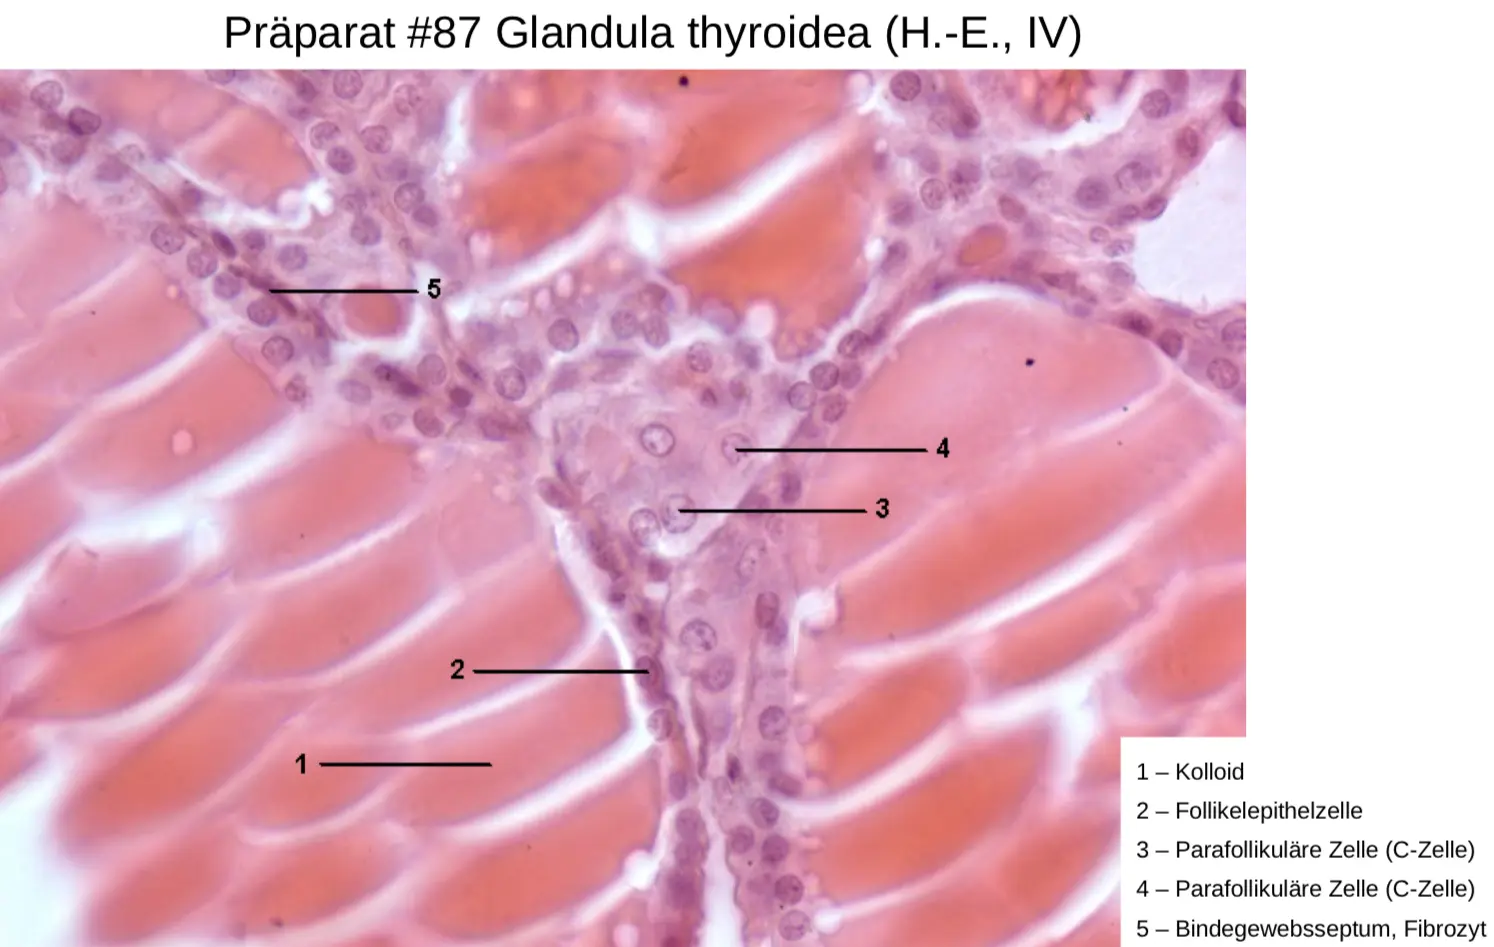 Präparat #87 Glandula thyroidea (H.-E., IV)
5
4
3
2
1
1 – Kolloid
2 – Follikelepithelzelle
3 – Parafollikuläre Zelle (C-Zelle)
4 – Parafollikuläre Zelle (C-Zelle)
5 – Bindegewebsseptum, Fibrozyt